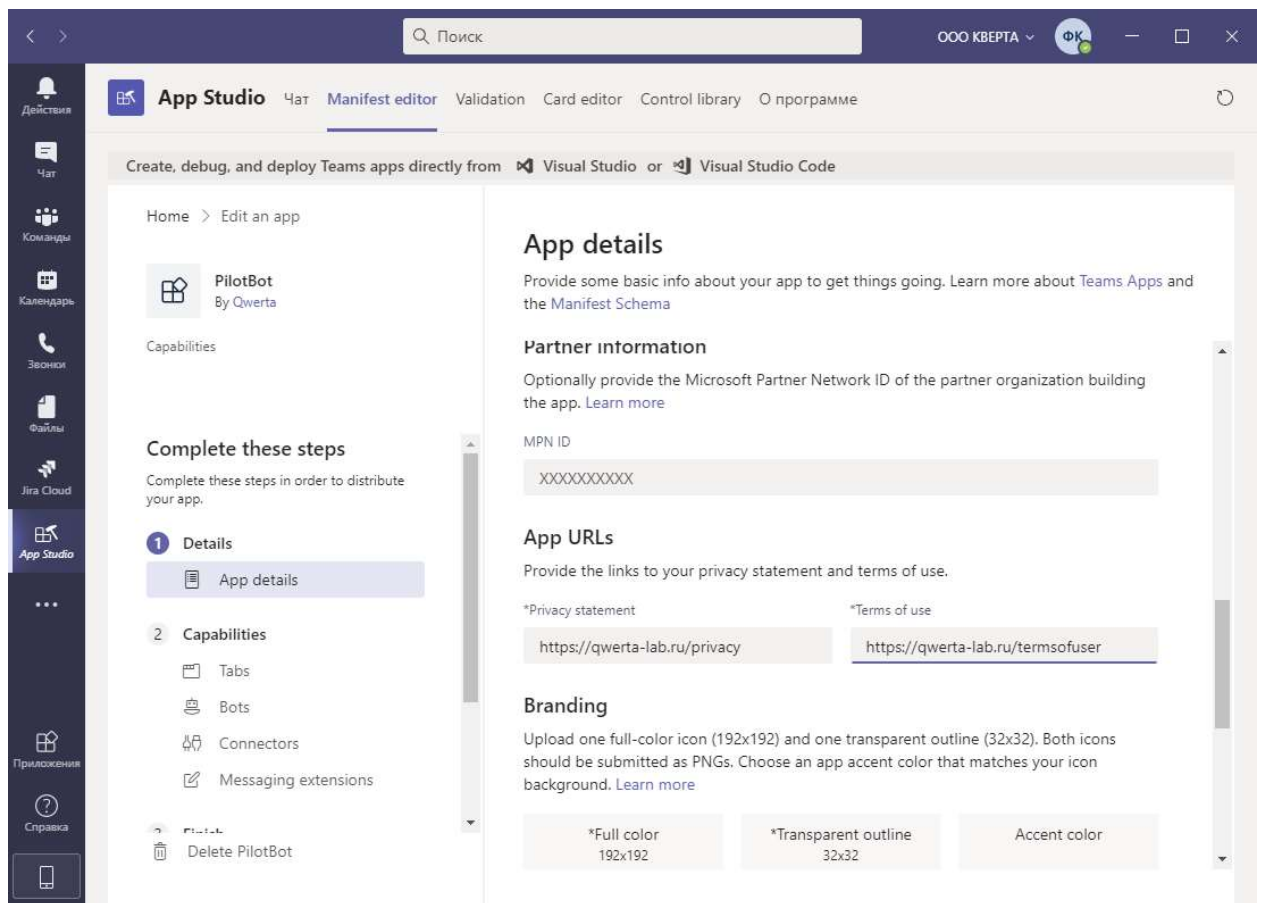 Поиск
ООО КВЕРТА
ФК
Действия
Чат
Команды
Календарь
Звонки
Файлы
Jira Cloud
App Studio
Приложения
Справка
App Studio Чат Manifest editor Validation Card editor Control library О программе
Create, debug, and deploy Teams apps directly from Visual Studio or Visual Studio Code
Home > Edit an app
PilotBot
By Qwerta
Capabilities
Complete these steps
Complete these steps in order to distribute
your app.
1 Details
App details
2 Capabilities
Tabs
Bots
Connectors
Messaging extensions
3 Finish
Delete PilotBot
App details
Provide some basic info about your app to get things going. Learn more about Teams Apps and
the Manifest Schema
Partner information
Optionally provide the Microsoft Partner Network ID of the partner organization building
the app. Learn more
MPN ID
XXXXXXXXXX
App URLs
Provide the links to your privacy statement and terms of use.
*Privacy statement *Terms of use
https://qwerta-lab.ru/privacy https://qwerta-lab.ru/termsofuser
Branding
Upload one full-color icon (192x192) and one transparent outline (32x32). Both icons
should be submitted as PNGs. Choose an app accent color that matches your icon
background. Learn more
*Full color *Transparent outline Accent color
192x192 32x32